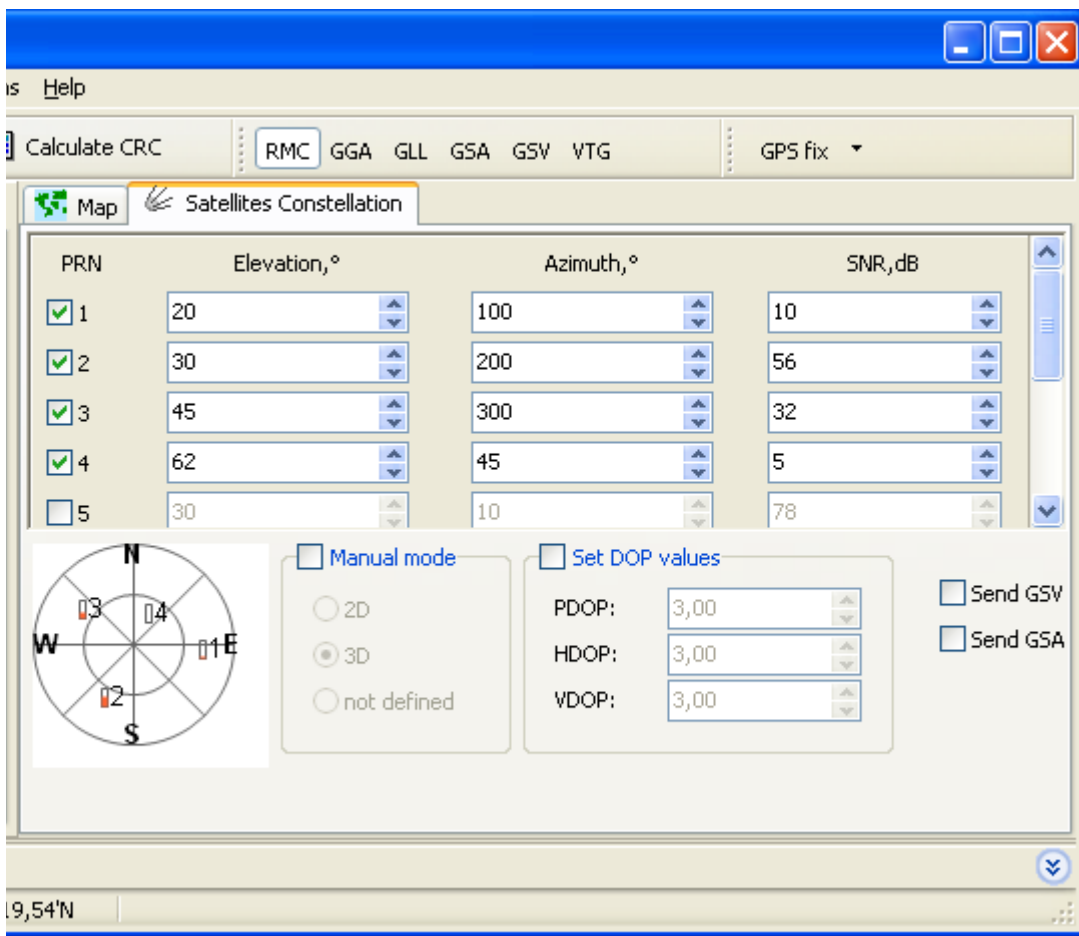 Help
Calculate CRC RMC GGA GLL GSA GSV VTG GPS fix
Map Satellites Constellation
PRN Elevation,° Azimuth,° SNR,dB
1 20 100 10
2 30 200 56
3 45 300 32
4 62 45 5
5 30 10 78
N
3 4
W 1 E
2
S
Manual mode
2D
3D
not defined
Set DOP values
PDOP: 3,00
HDOP: 3,00
VDOP: 3,00
Send GSV
Send GSA
19,54'N